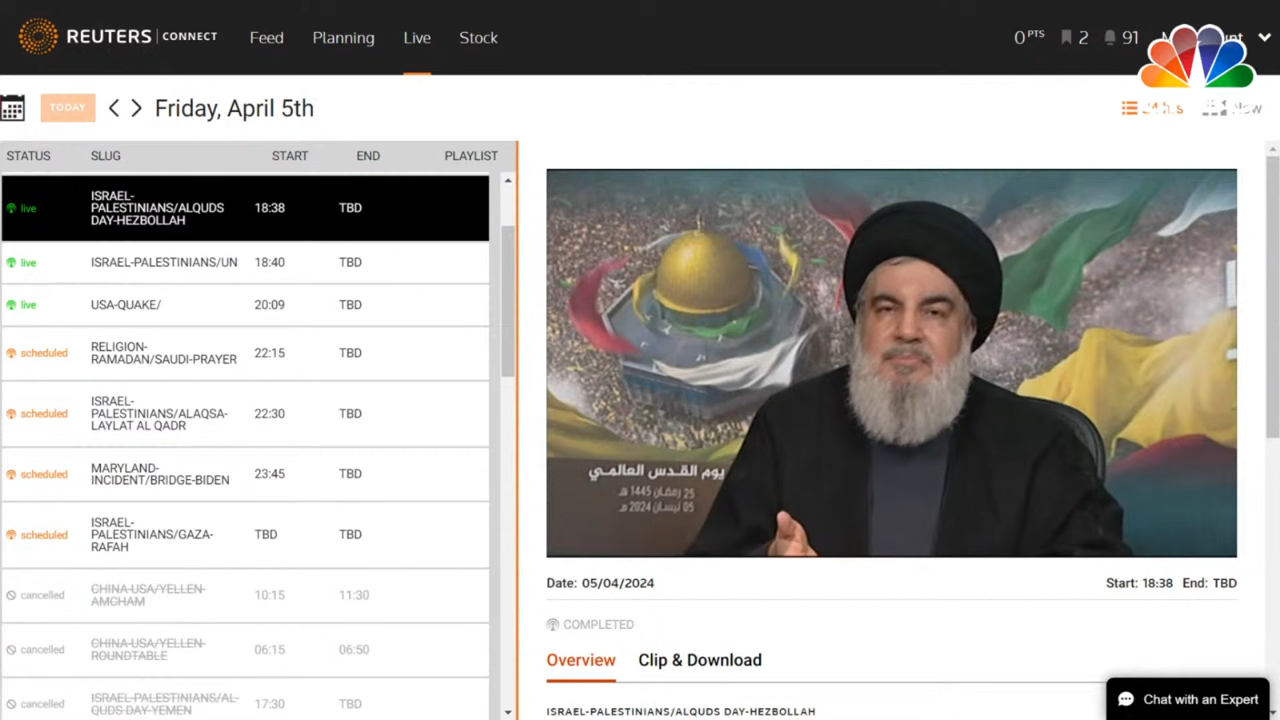 REUTERS CONNECT
Feed
Planning
Live
Stock
0 PTS
2
91
TODAY
Friday, April 5th
STATUS SLUG START END PLAYLIST
live
ISRAEL-
PALESTINIANS/ALQUDS
DAY-HEZBOLLAH
18:38
TBD
live
ISRAEL-PALESTINIANS/UN
18:40
TBD
live
USA-QUAKE/
20:09
TBD
scheduled
RELIGION-
RAMADAN/SAUDI-PRAYER
22:15
TBD
scheduled
ISRAEL-
PALESTINIANS/ALAQSA-
LAYLAT AL QADR
22:30
TBD
scheduled
MARYLAND-
INCIDENT/BRIDGE-BIDEN
23:45
TBD
scheduled
ISRAEL-
PALESTINIANS/GAZA-
RAFAH
TBD
TBD
cancelled
CHINA-USA/YELLEN-
AMCHAM
10:15
11:30
cancelled
CHINA-USA/YELLEN-
ROUNDTABLE
06:15
06:50
cancelled
ISRAEL-PALESTINIANS/AL-
QUDS DAY-YEMEN
17:30
TBD
يوم القدس العالمي
25 رمضان 1445 هـ
05 نيسان 2024 مـ
Date: 05/04/2024
Start: 18:38 End: TBD
COMPLETED
Overview
Clip & Download
ISRAEL-PALESTINIANS/ALQUDS DAY-HEZBOLLAH
Chat with an Expert